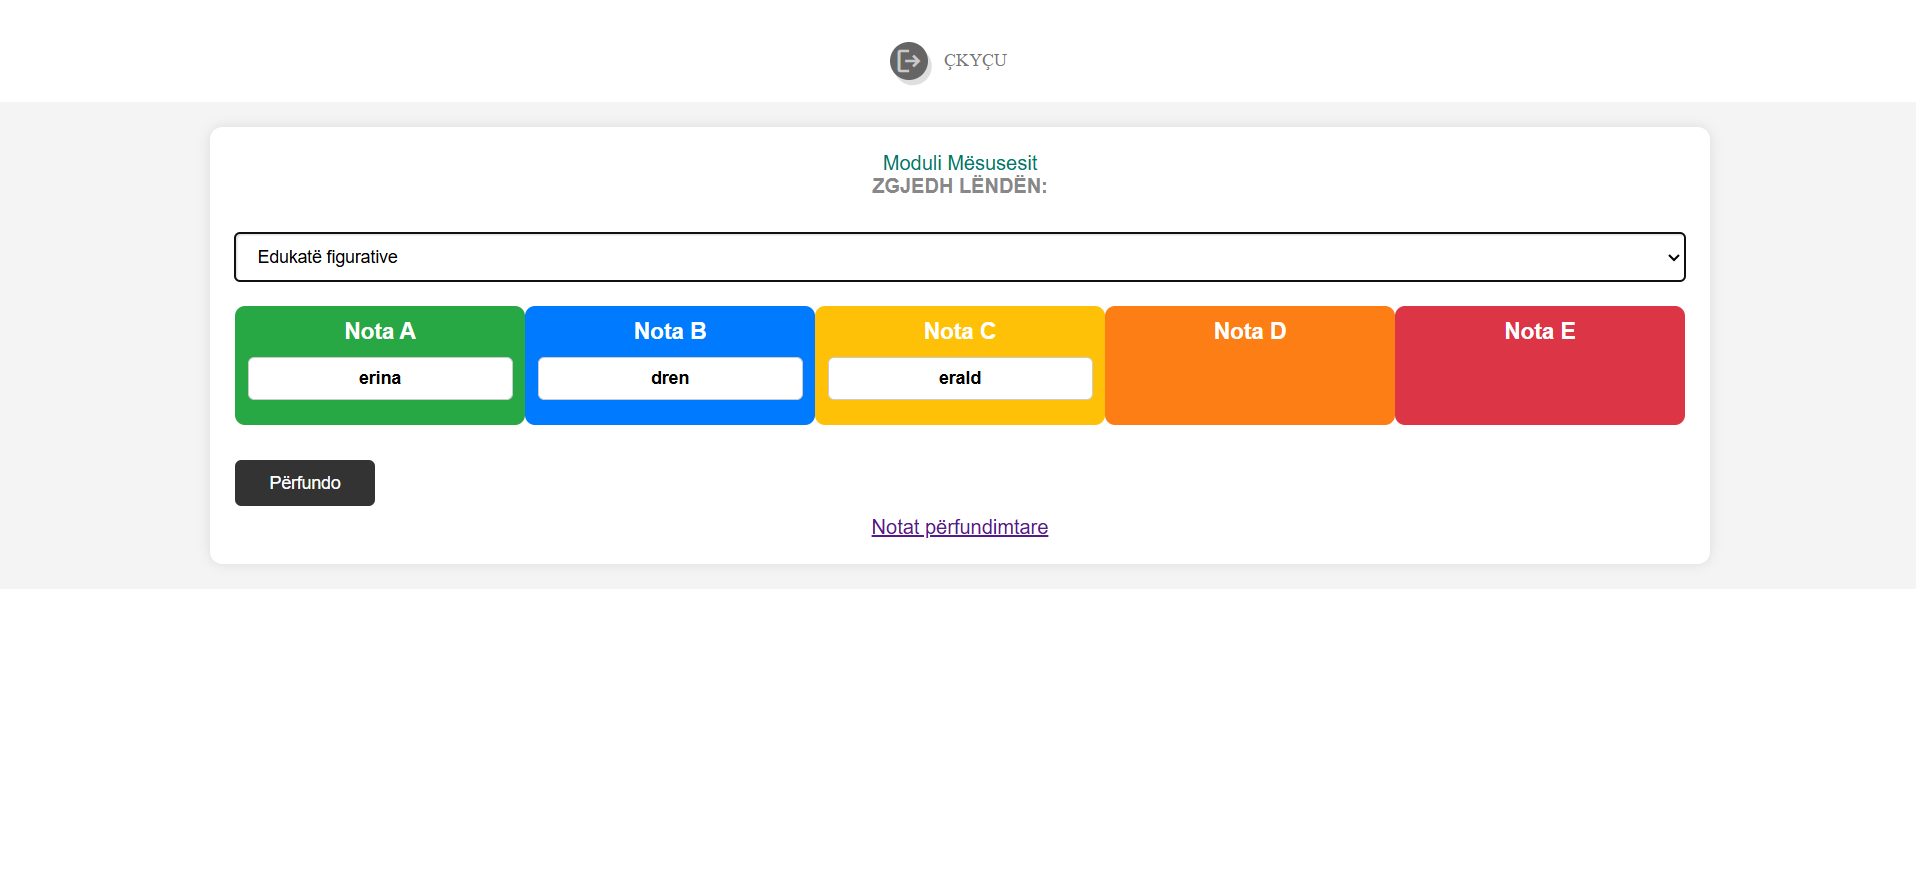 ÇKYÇU
Moduli Mësusesit
ZGJEDH LËNDËN:
Edukatë figurative
Nota A Nota B Nota C Nota D Nota E
erina dren erald
Përfundo
Notat përfundimtare